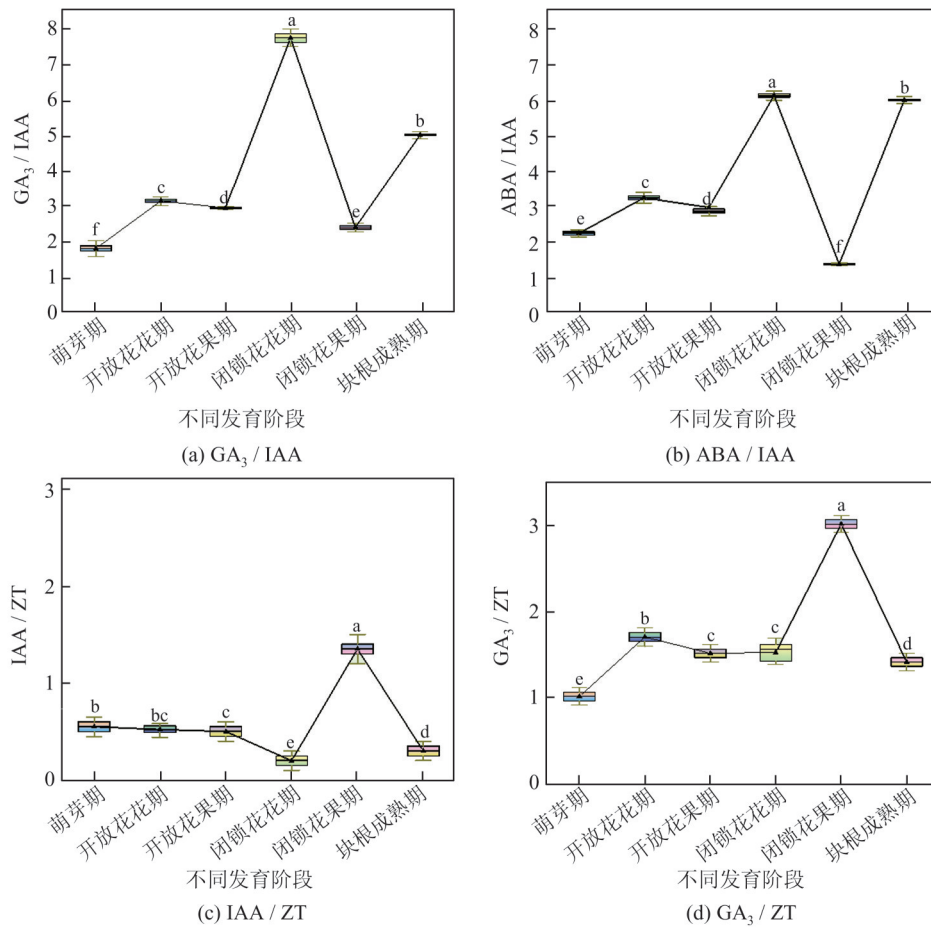 8
7
6
5
4
3
2
1
0
GA₃ / IAA
f
c
d
a
e
b
萌芽期
开放花花期
开放花果期
闭锁花花期
闭锁花果期
块根成熟期
不同发育阶段
(a) GA₃ / IAA
8
7
6
5
4
3
2
1
0
ABA / IAA
e
c
d
a
f
b
萌芽期
开放花花期
开放花果期
闭锁花花期
闭锁花果期
块根成熟期
不同发育阶段
(b) ABA / IAA
3
2
1
0
IAA / ZT
b
bc
c
e
a
d
萌芽期
开放花花期
开放花果期
闭锁花花期
闭锁花果期
块根成熟期
不同发育阶段
(c) IAA / ZT
3
2
1
0
GA₃ / ZT
e
b
c
c
a
d
萌芽期
开放花花期
开放花果期
闭锁花花期
闭锁花果期
块根成熟期
不同发育阶段
(d) GA₃ / ZT